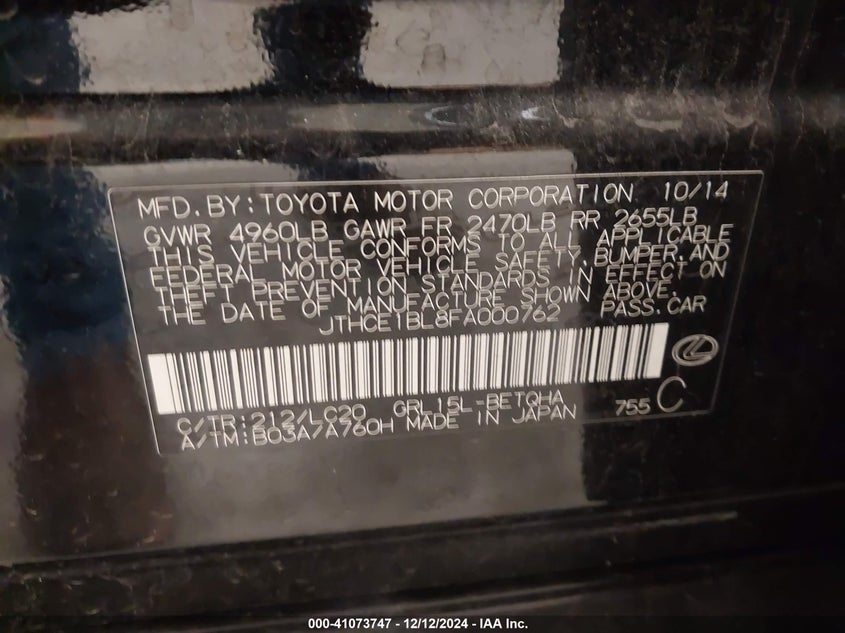 MFD.BY:TOYOTA MOTOR CORPORATION 10/14
GVWR 4960LB GAWR FR 2470LB RR 2655LB
THIS VEHICLE CONFORMS TO ALL APPLICABLE
FEDERAL MOTOR VEHICLE SAFETY,BUMPER,AND
THEFT PREVENTION STANDARDS IN EFFECT ON
THE DATE OF MANUFACTURE SHOWN ABOVE.
JTHCE1BL8FA000762 PASS.CAR
C/TR:212/LC20 GRL15L-BETQHA 755 C
A/TM:B03A/A760H MADE IN JAPAN
000-41073747 - 12/12/2024 - IAA Inc.